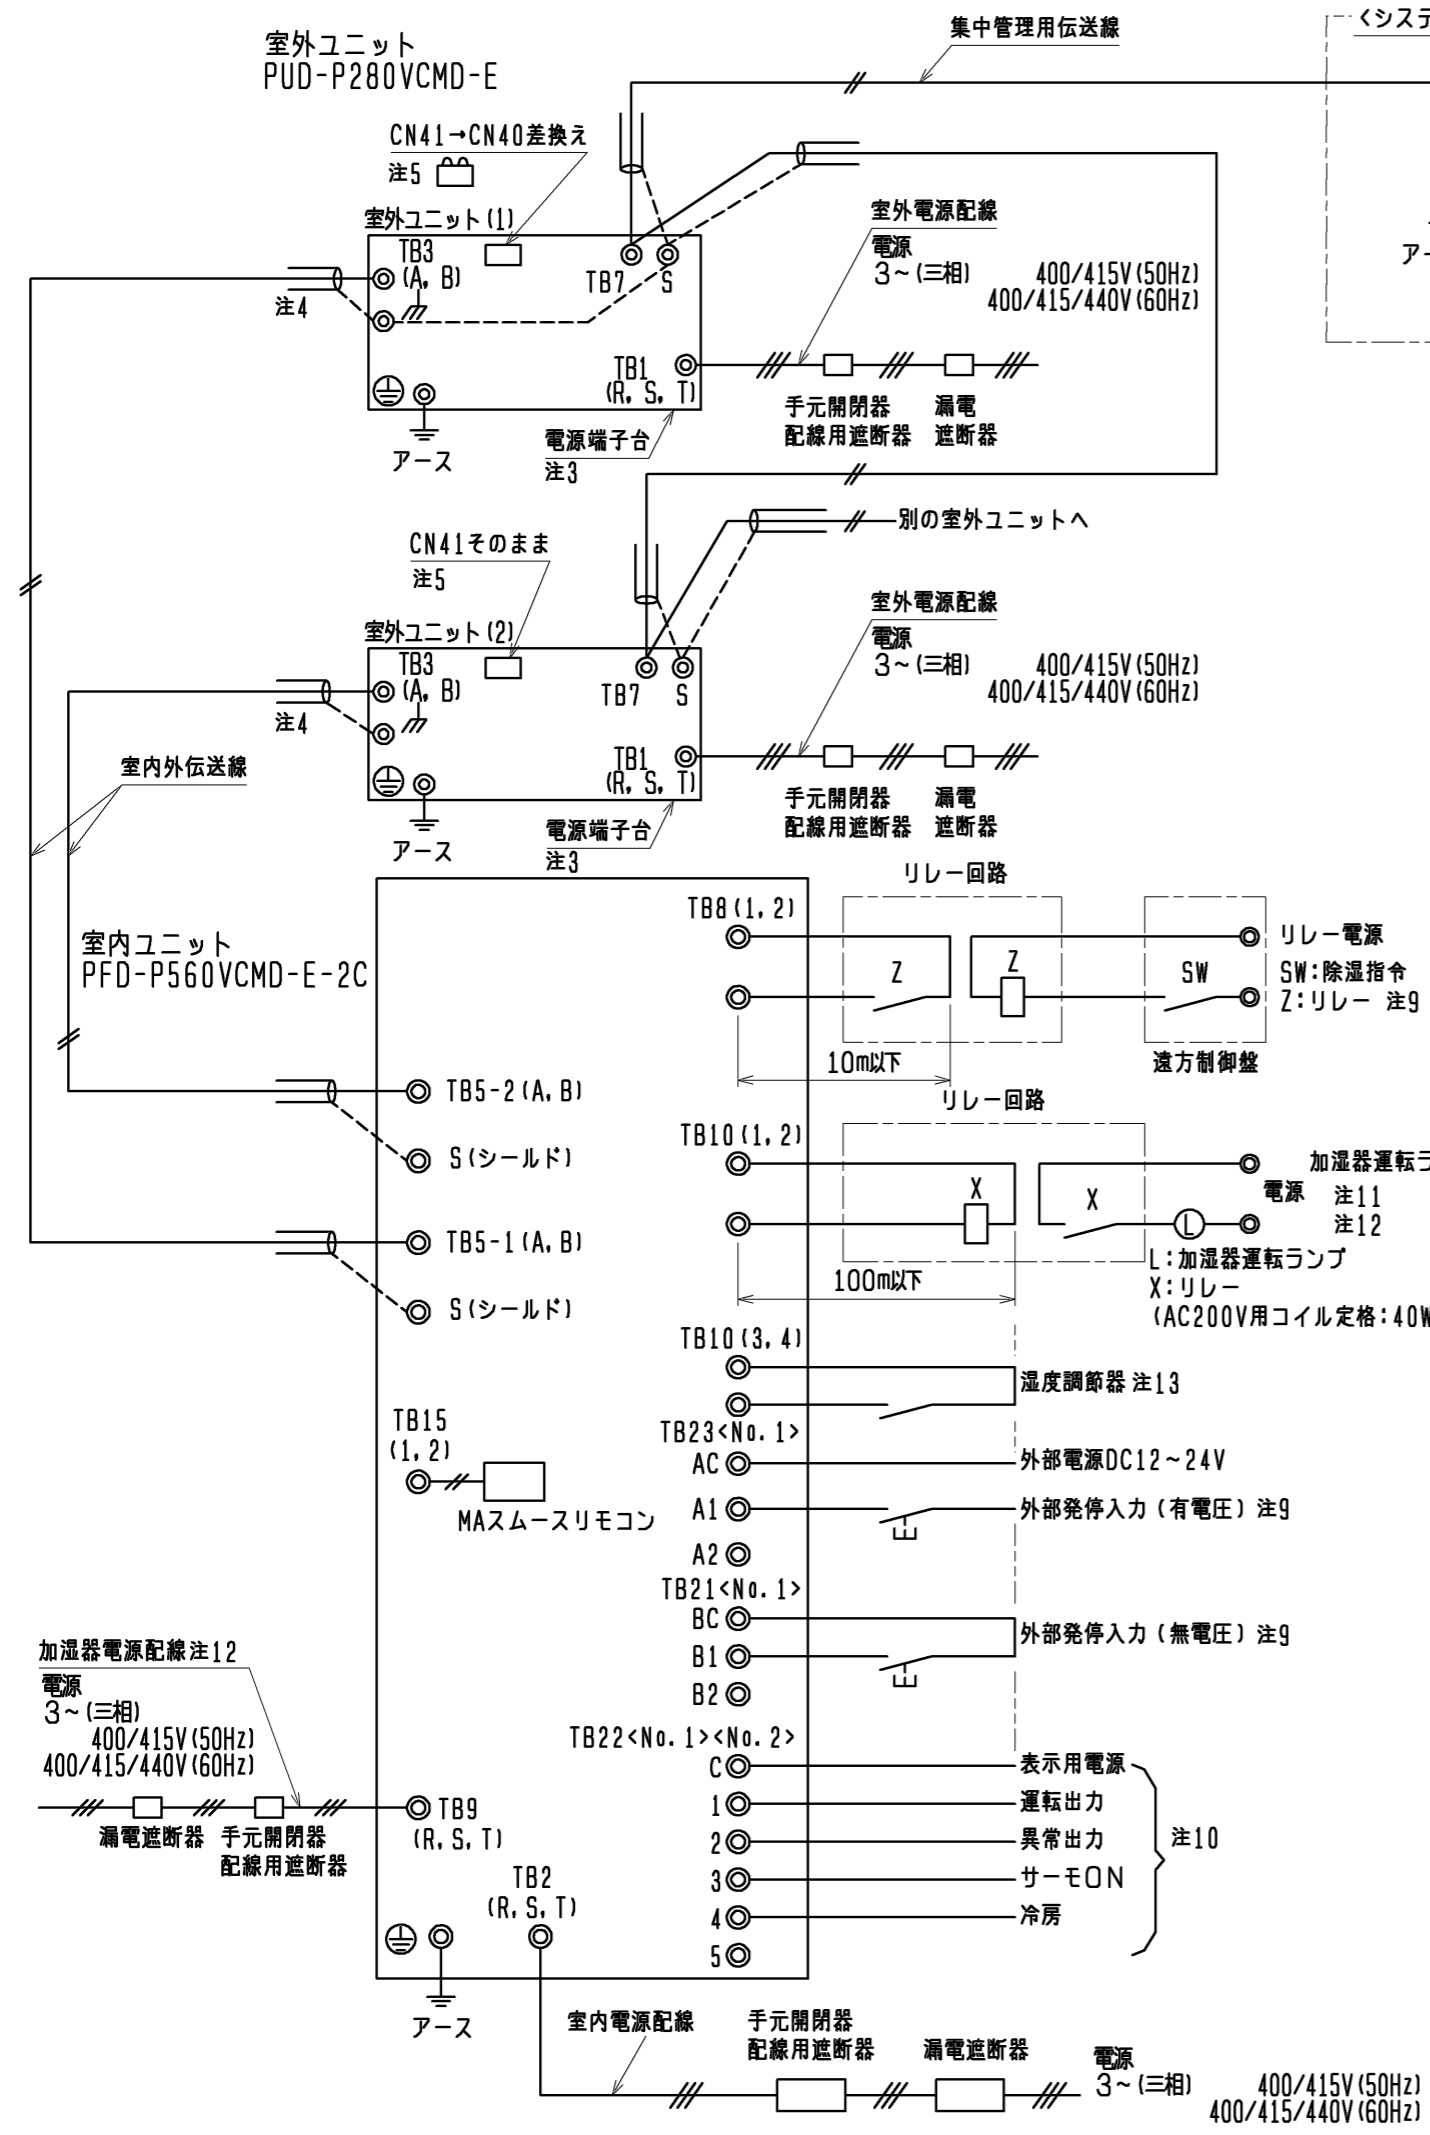 集中管理用伝送線
<システ
室外ユニット
PUD-P280VCMD-E
CN41→CN40差換え
注5
室外ユニット(1)
TB3
(A, B)
TB7
S
注4
TB1
(R, S, T)
アース
電源端子台
注3
室外電源配線
電源
3~(三相)
400/415V(50Hz)
400/415/440V(60Hz)
手元開閉器
配線用遮断器
漏電
遮断器
アー
別の室外ユニットへ
CN41そのまま
注5
室外ユニット(2)
TB3
(A, B)
TB7
S
注4
TB1
(R, S, T)
アース
電源端子台
注3
室外電源配線
電源
3~(三相)
400/415V(50Hz)
400/415/440V(60Hz)
手元開閉器
配線用遮断器
漏電
遮断器
室内外伝送線
室内ユニット
PFD-P560VCMD-E-2C
TB8(1, 2)
リレー回路
Z
Z
SW
リレー電源
SW:除湿指令
Z:リレー 注9
10m以下
遠方制御盤
TB5-2(A, B)
S(シールド)
TB5-1(A, B)
S(シールド)
リレー回路
TB10(1, 2)
X
X
L
加湿器運転ラ
電源
注11
注12
L:加湿器運転ランプ
X:リレー
(AC200V用コイル定格:40W
100m以下
TB10(3, 4)
湿度調節器 注13
TB15
(1, 2)
MAスムースリモコン
TB23<No. 1>
AC
外部電源DC12~24V
A1
外部発停入力(有電圧)注9
A2
TB21<No. 1>
BC
外部発停入力(無電圧)注9
B1
B2
TB22<No. 1><No. 2>
C
表示用電源
1
運転出力
2
異常出力
3
サーモON
4
冷房
5
注10
加湿器電源配線注12
電源
3~(三相)
400/415V(50Hz)
400/415/440V(60Hz)
漏電遮断器
手元開閉器
配線用遮断器
TB9
(R, S, T)
TB2
(R, S, T)
アース
室内電源配線
手元開閉器
配線用遮断器
漏電遮断器
電源
3~(三相)
400/415V(50Hz)
400/415/440V(60Hz)